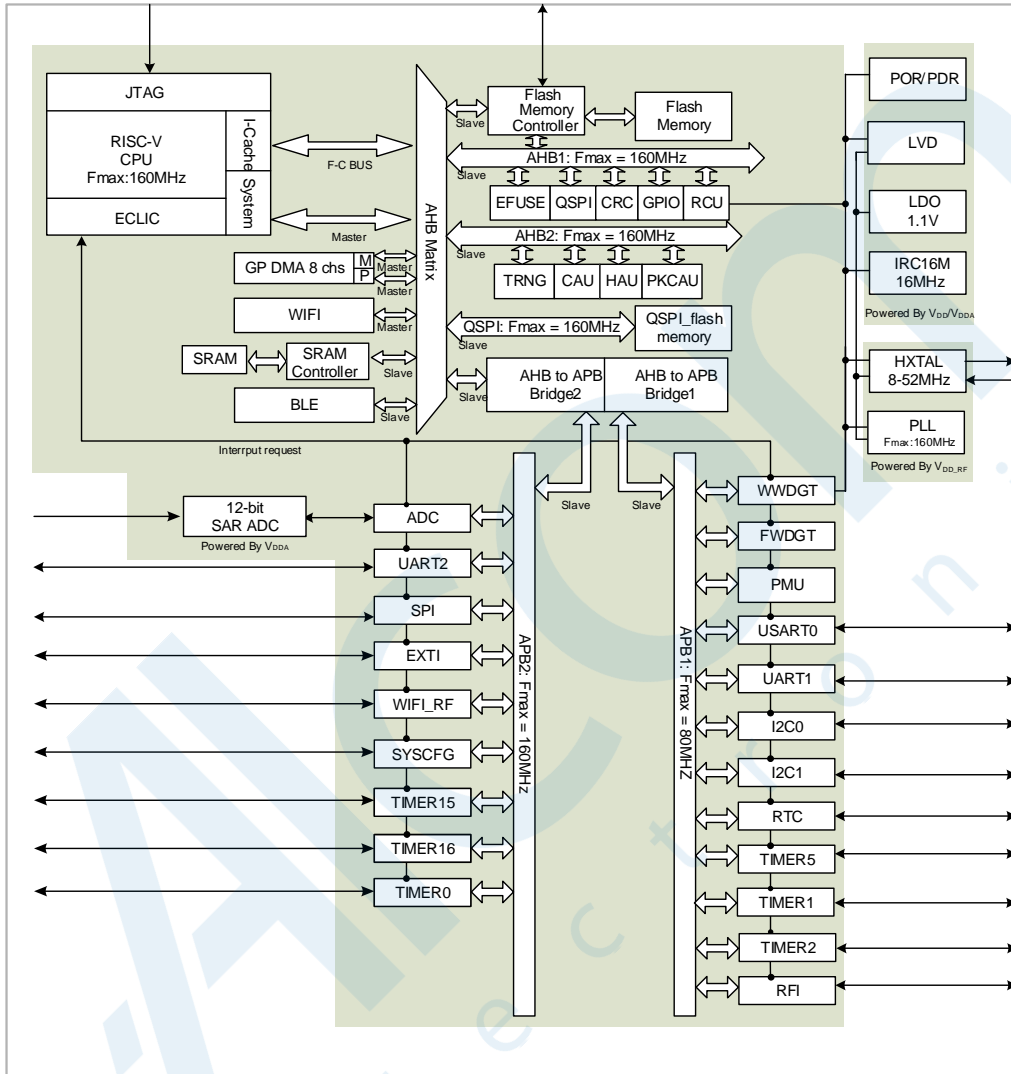 JTAG
RISC-V
CPU
Fmax:160MHz
I-Cache
System
ECLIC
F-C BUS
Master
GP DMA 8 chs
M
P
Master
Master
WIFI
Master
SRAM
SRAM
Controller
Slave
BLE
Slave
AHB Matrix
Slave
Flash
Memory
Controller
Flash
Memory
AHB1: Fmax = 160MHz
Slave
EFUSE
QSPI
CRC
GPIO
RCU
AHB2: Fmax = 160MHz
TRNG
CAU
HAU
PKCAU
QSPI: Fmax = 160MHz
Slave
QSPI_flash
memory
Slave
AHB to APB
Bridge2
AHB to APB
Bridge1
POR/PDR
LVD
LDO
1.1V
IRC16M
16MHz
Powered By VDD/VDDA
HXTAL
8-52MHz
PLL
Fmax:160MHz
Powered By VDD_RF
Interrput request
Slave
Slave
12-bit
SAR ADC
Powered By VDDA
ADC
UART2
SPI
EXTI
WIFI_RF
SYSCFG
TIMER15
TIMER16
TIMER0
APB2: Fmax = 160MHz
APB1: Fmax = 80MHZ
WWDGT
FWDGT
PMU
USART0
UART1
I2C0
I2C1
RTC
TIMER5
TIMER1
TIMER2
RFI